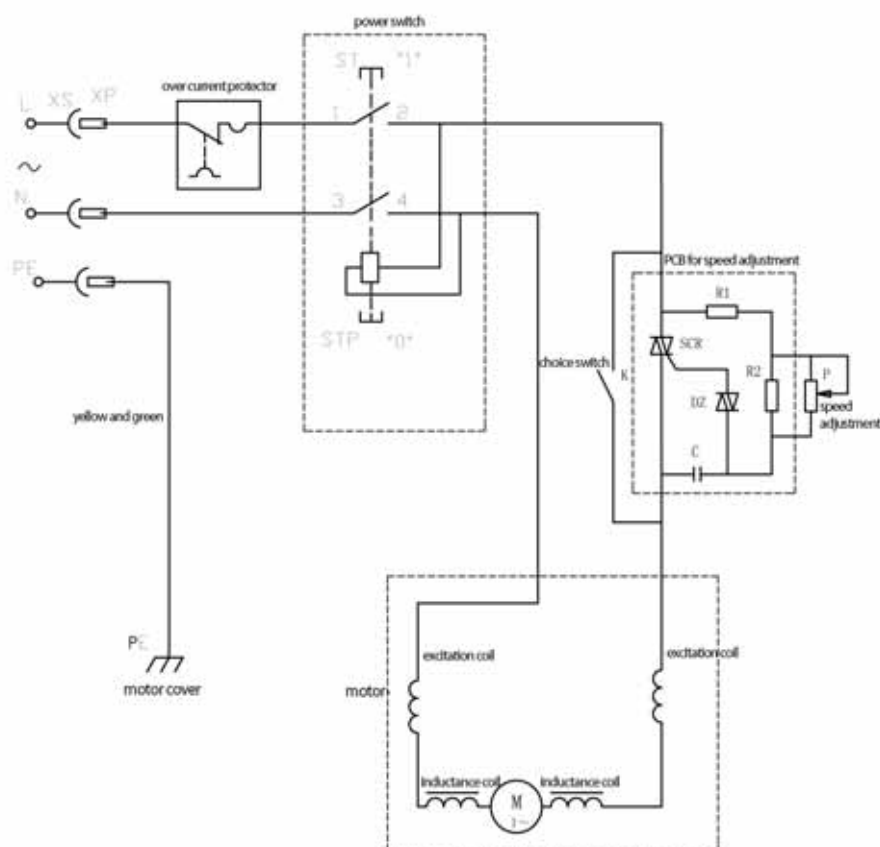 power switch
ST "1"
over current protector
L XS XP
1 2
N
3 4
PE
PCB for speed adjustment
R1
STP "0"
SCR
choice switch
K
R2
P
DZ
speed
adjustment
yellow and green
C
PE
motor cover
excitation coil
excitation coil
motor
inductance coil
inductance coil
M
1~